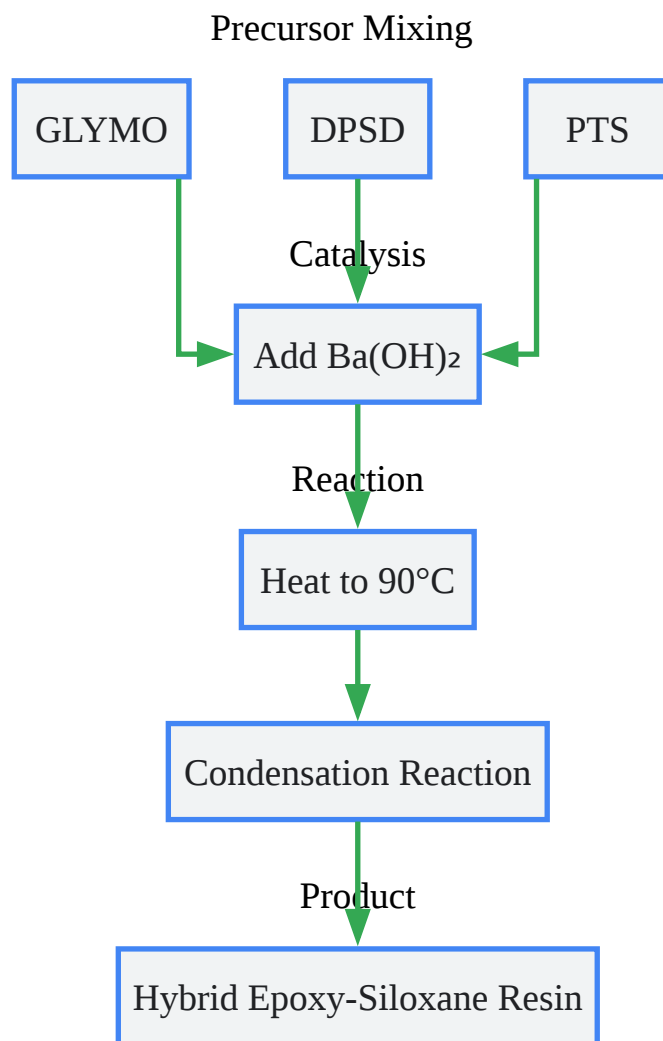 Precursor Mixing
GLYMO
DPSD
PTS
Catalysis
Add Ba(OH)₂
Reaction
Heat to 90°C
Condensation Reaction
Product
Hybrid Epoxy-Siloxane Resin